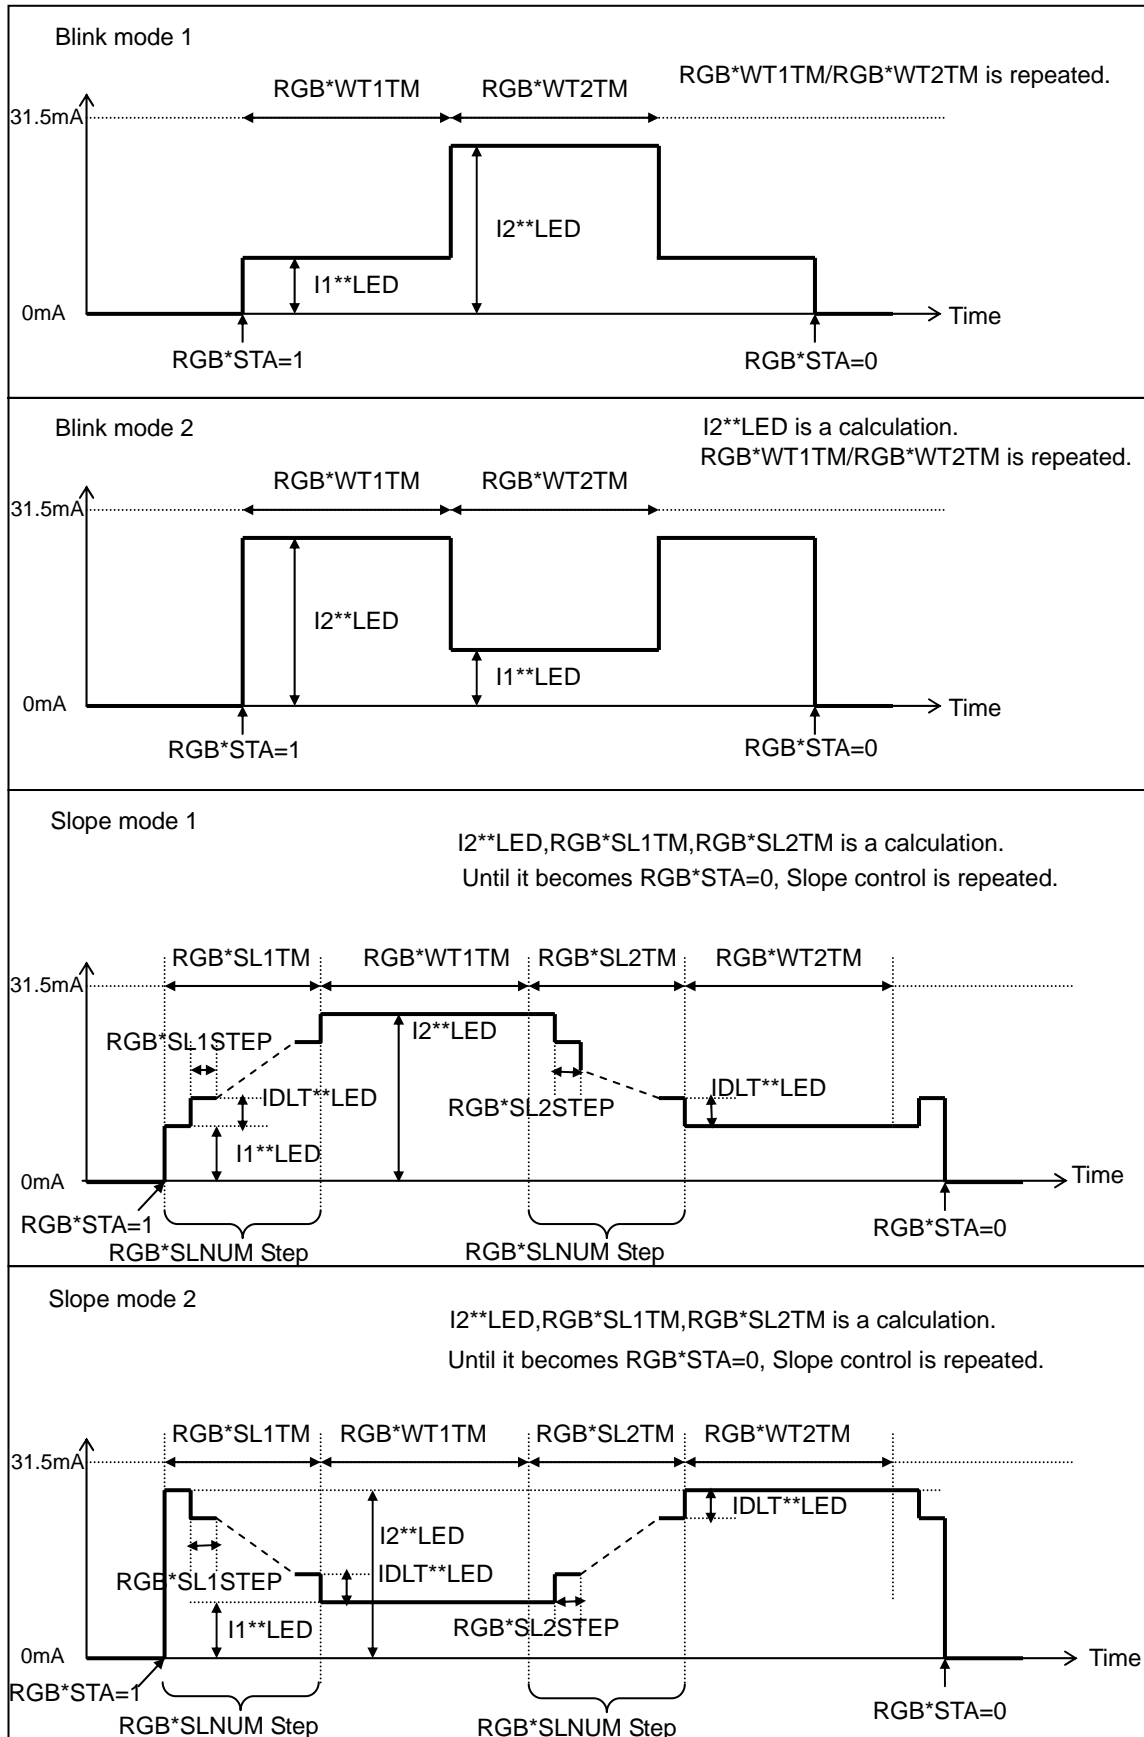 Blink mode 1
RGB*WT1TM/RGB*WT2TM is repeated.
RGB*WT1TM
RGB*WT2TM
31.5mA
I2**LED
I1**LED
0mA
Time
RGB*STA=1
RGB*STA=0
Blink mode 2
I2**LED is a calculation.
RGB*WT1TM/RGB*WT2TM is repeated.
RGB*WT1TM
RGB*WT2TM
31.5mA
I2**LED
I1**LED
0mA
Time
RGB*STA=1
RGB*STA=0
Slope mode 1
I2**LED,RGB*SL1TM,RGB*SL2TM is a calculation.
Until it becomes RGB*STA=0, Slope control is repeated.
RGB*SL1TM
RGB*WT1TM
RGB*SL2TM
RGB*WT2TM
31.5mA
RGB*SL1STEP
I2**LED
IDLT**LED
RGB*SL2STEP
IDLT**LED
I1**LED
0mA
Time
RGB*STA=1
RGB*STA=0
RGB*SLNUM Step
RGB*SLNUM Step
Slope mode 2
I2**LED,RGB*SL1TM,RGB*SL2TM is a calculation.
Until it becomes RGB*STA=0, Slope control is repeated.
RGB*SL1TM
RGB*WT1TM
RGB*SL2TM
RGB*WT2TM
31.5mA
IDLT**LED
I2**LED
RGB*SL1STEP
IDLT**LED
I1**LED
RGB*SL2STEP
0mA
Time
RGB*STA=1
RGB*STA=0
RGB*SLNUM Step
RGB*SLNUM Step